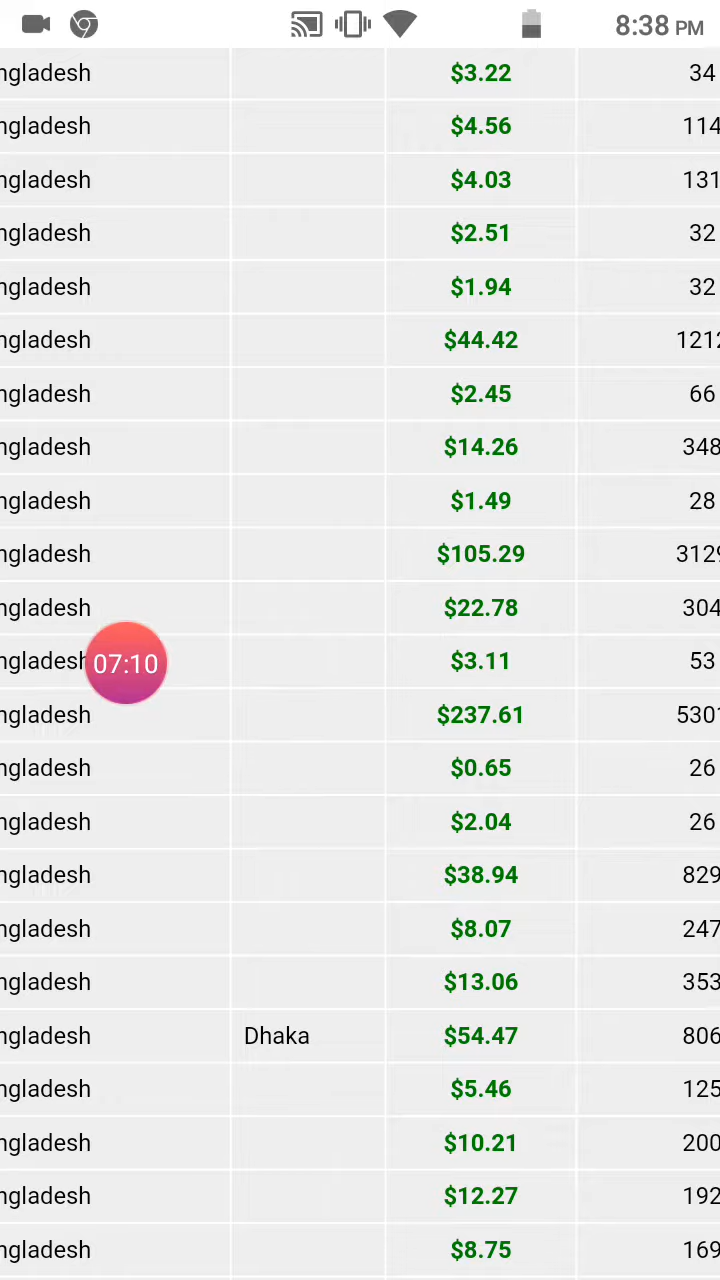 8:38 PM
ngladesh $3.22 34
ngladesh $4.56 114
ngladesh $4.03 131
ngladesh $2.51 32
ngladesh $1.94 32
ngladesh $44.42 1212
ngladesh $2.45 66
ngladesh $14.26 348
ngladesh $1.49 28
ngladesh $105.29 3129
ngladesh $22.78 304
ngladesh $3.11 53
07:10
ngladesh $237.61 5301
ngladesh $0.65 26
ngladesh $2.04 26
ngladesh $38.94 829
ngladesh $8.07 247
ngladesh $13.06 353
ngladesh Dhaka $54.47 806
ngladesh $5.46 125
ngladesh $10.21 200
ngladesh $12.27 192
ngladesh $8.75 169